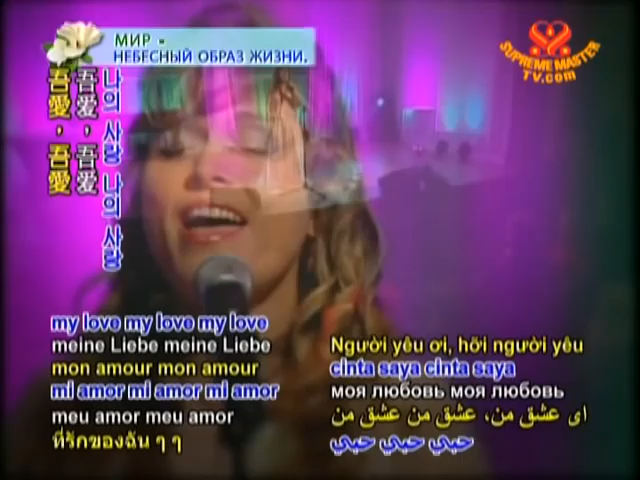 МИР -
НЕБЕСНЫЙ ОБРАЗ ЖИЗНИ.
SUPREME MASTER
TV.com
나의 사랑 나의 사랑
吾爱，吾爱
吾愛，吾愛
my love my love my love
meine Liebe meine Liebe
mon amour mon amour
mi amor mi amor mi amor
meu amor meu amor
ที่รักของฉัน ๆ ๆ
Người yêu ơi, hỡi người yêu
cinta saya cinta saya
моя любовь моя любовь
ای عشق من، عشق من عشق من
حبي حبي حبي